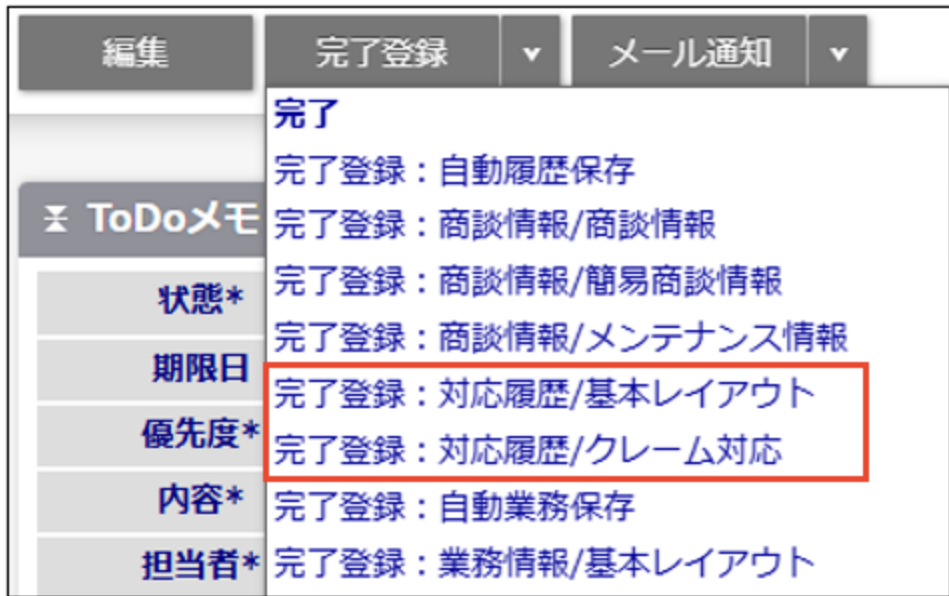 編集
完了登録
メール通知
完了
完了登録：自動履歴保存
完了登録：商談情報/商談情報
完了登録：商談情報/簡易商談情報
完了登録：商談情報/メンテナンス情報
完了登録：対応履歴/基本レイアウト
完了登録：対応履歴/クレーム対応
完了登録：自動業務保存
完了登録：業務情報/基本レイアウト
ToDoメモ
状態*
期限日
優先度*
内容*
担当者*